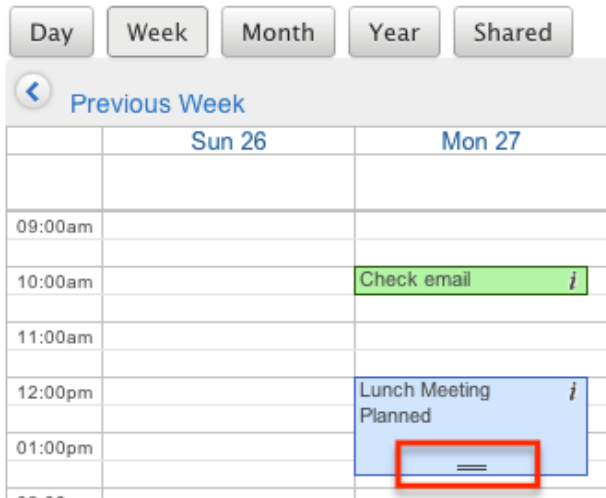 Day Week Month Year Shared
Previous Week
Sun 26 Mon 27
09:00am
10:00am Check email i
11:00am
12:00pm Lunch Meeting i
Planned
01:00pm